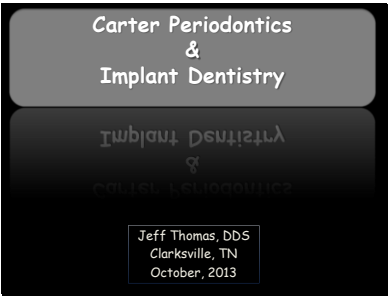 Carter Periodontics
&
Implant Dentistry
Jeff Thomas, DDS
Clarksville, TN
October, 2013